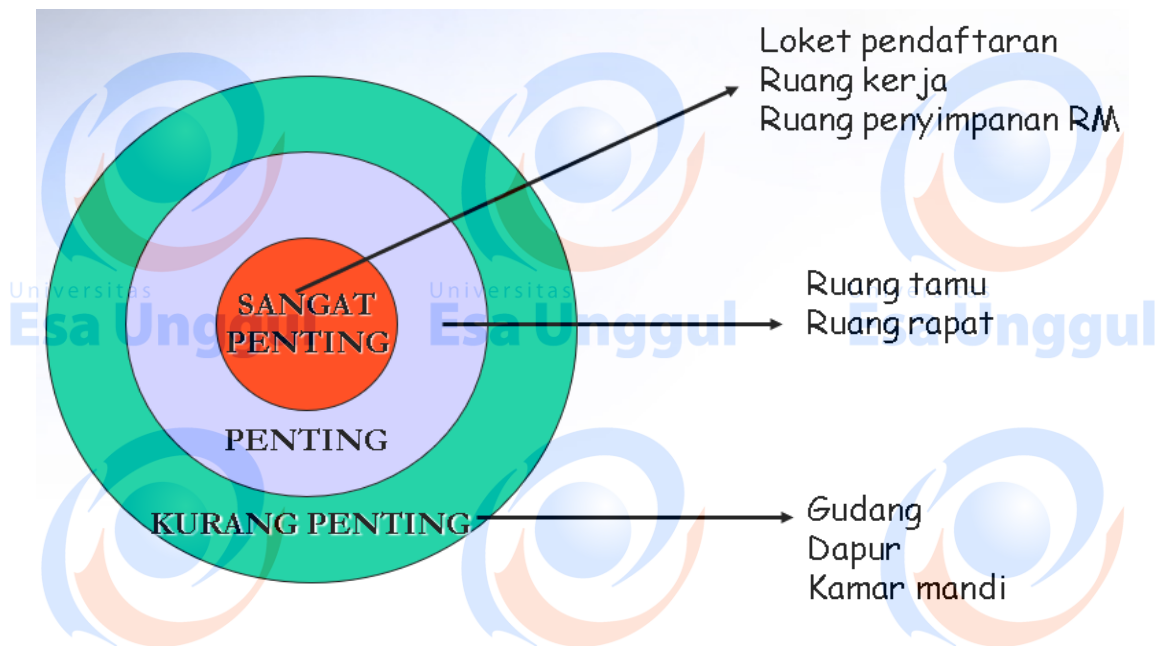 Loket pendaftaran
Ruang kerja
Ruang penyimpanan RM
SANGAT
PENTING
Ruang tamu
Ruang rapat
PENTING
KURANG PENTING
Gudang
Dapur
Kamar mandi
Universitas
Esa Unggul
Universitas
Esa Unggul
Universitas
Esa Unggul